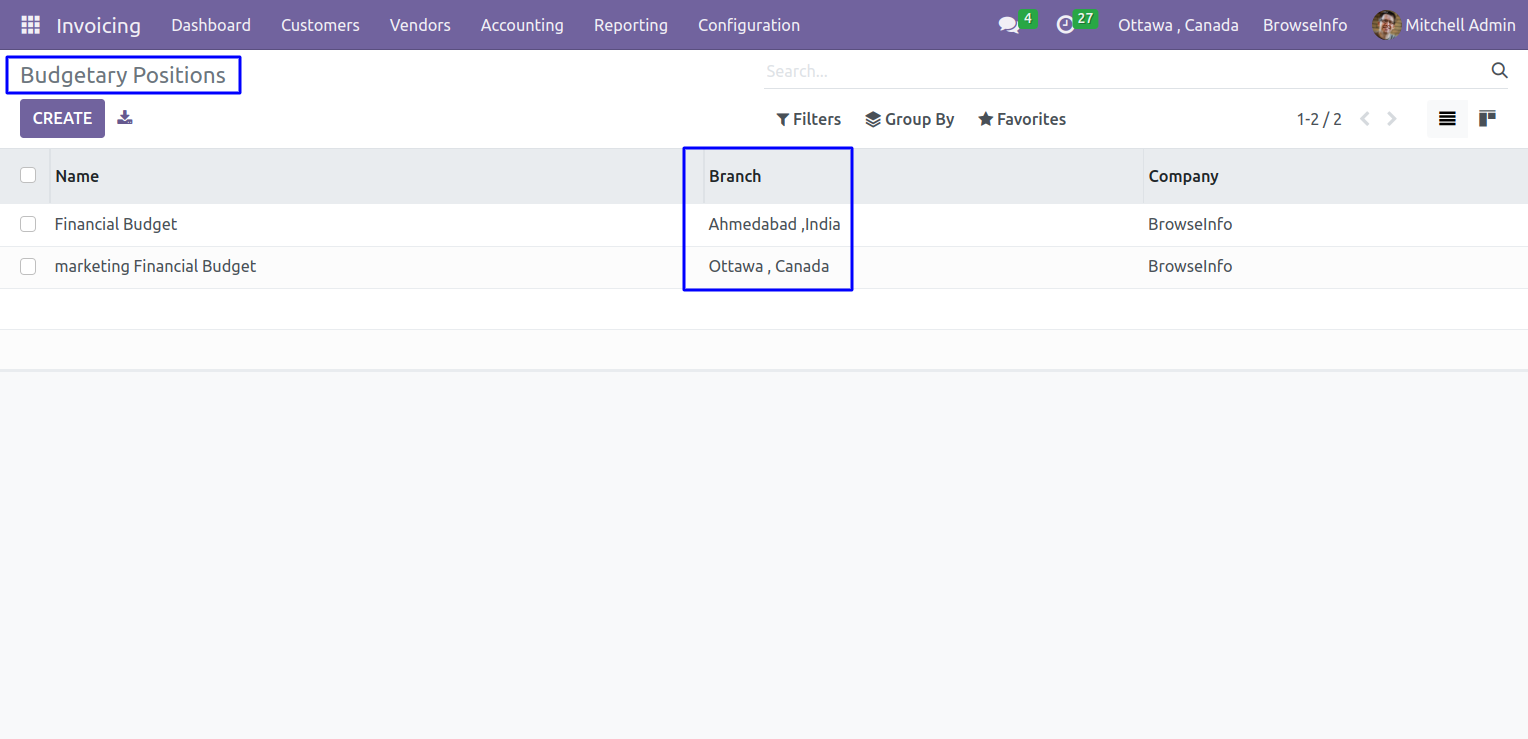 Invoicing Dashboard Customers Vendors Accounting Reporting Configuration 4 27 Ottawa , Canada BrowseInfo Mitchell Admin
Budgetary Positions Search...
CREATE Filters Group By Favorites 1-2 / 2
Name Branch Company
Financial Budget Ahmedabad ,India BrowseInfo
marketing Financial Budget Ottawa , Canada BrowseInfo